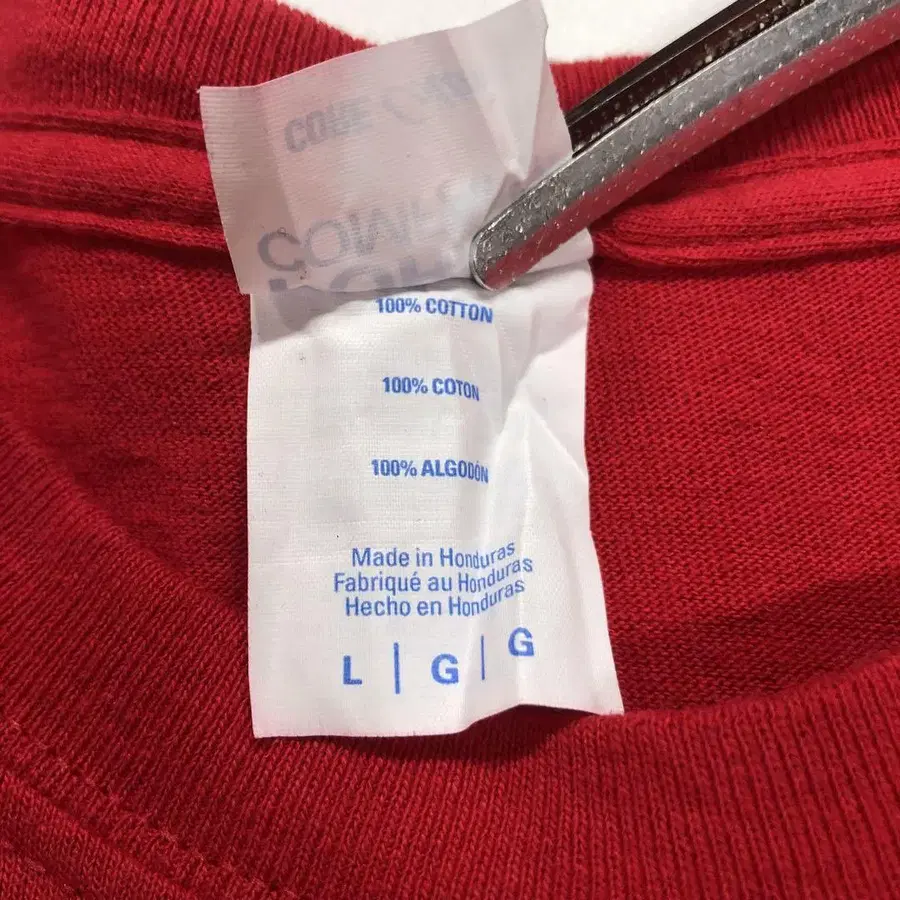 100% COTTON
100% COTON
100% ALGODÓN
Made in Honduras
Fabriqué au Honduras
Hecho en Honduras
L | G | G